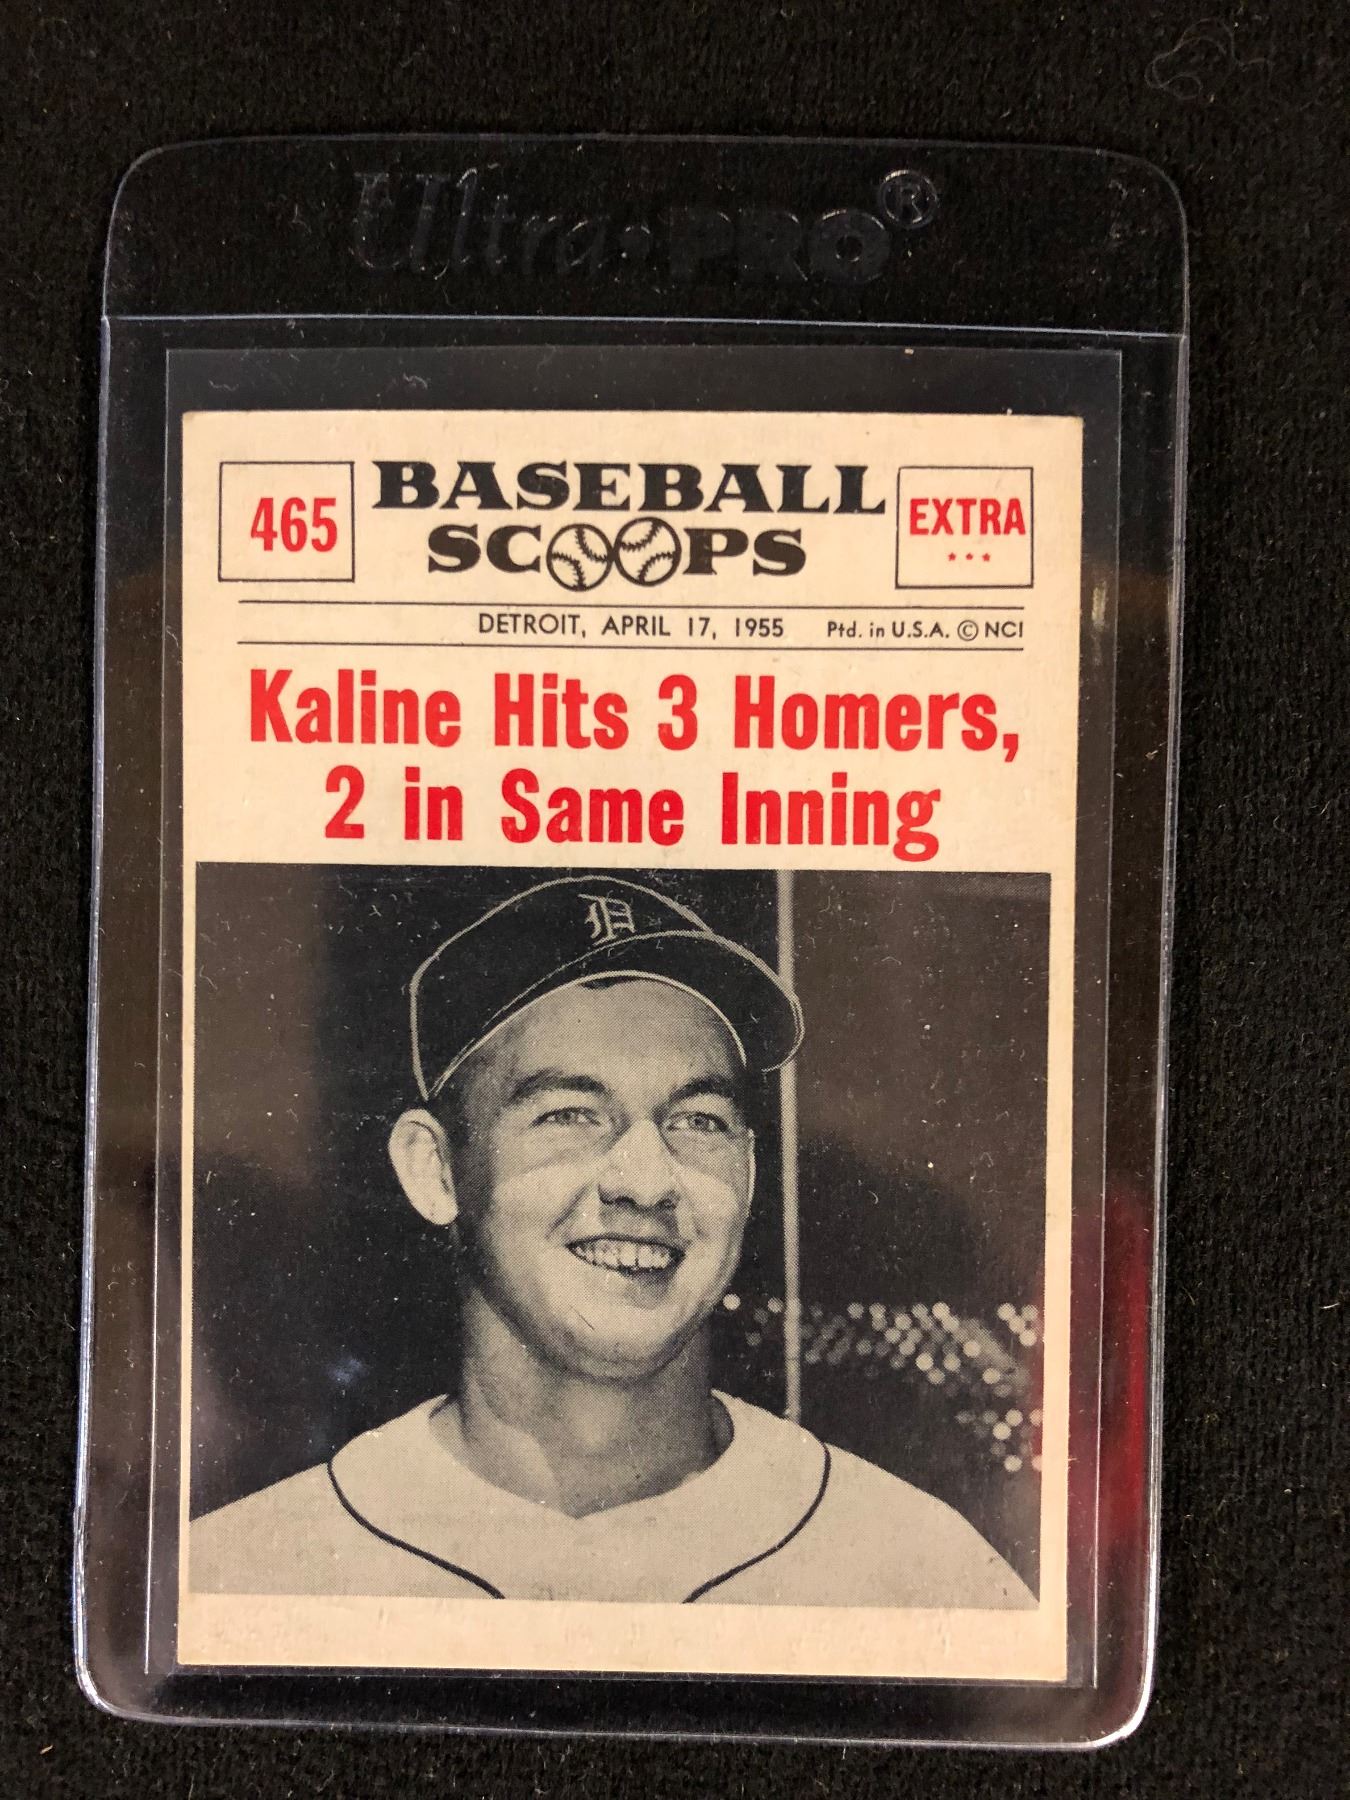 Ultra·PRO®
465
BASEBALL
SCOOPS
EXTRA
***
DETROIT, APRIL 17, 1955 Ptd. in U.S.A. © NCI
Kaline Hits 3 Homers,
2 in Same Inning
D